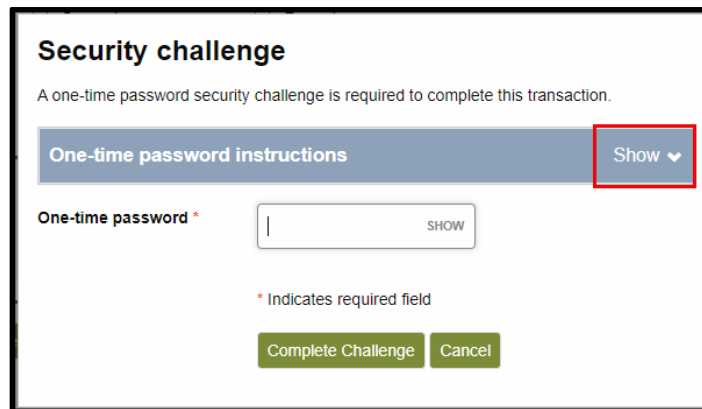 Security challenge
A one-time password security challenge is required to complete this transaction.
One-time password instructions Show
One-time password * SHOW
* Indicates required field
Complete Challenge Cancel